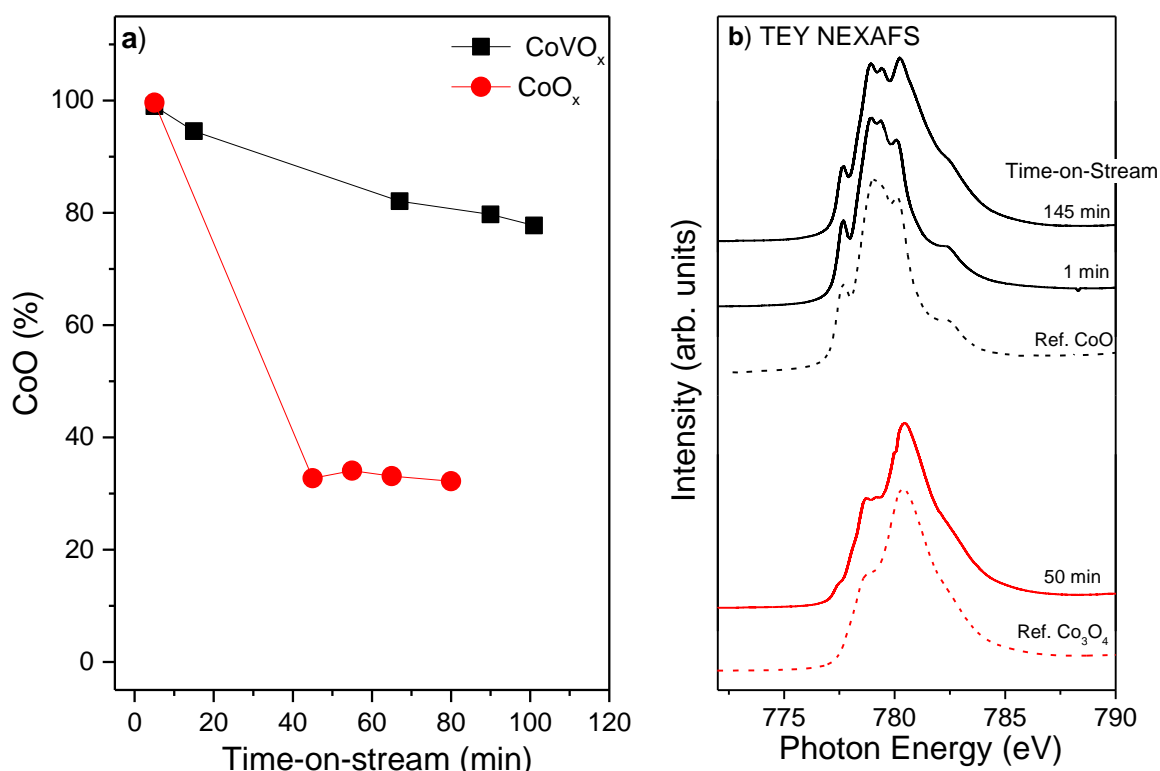 a)
CoVOₓ
CoOₓ
100
80
60
40
20
0
CoO (%)
0 20 40 60 80 100 120
Time-on-stream (min)
b) TEY NEXAFS
Time-on-Stream
145 min
1 min
Ref. CoO
50 min
Ref. Co₃O₄
Intensity (arb. units)
775 780 785 790
Photon Energy (eV)